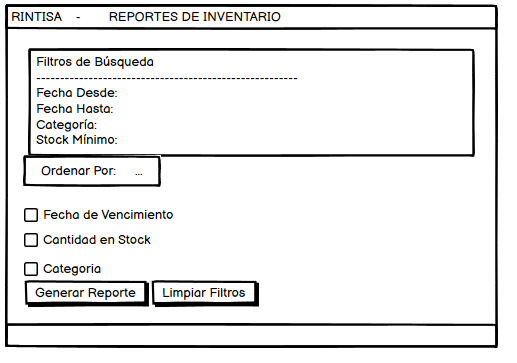 RINTISA - REPORTES DE INVENTARIO
Filtros de Búsqueda
-------------------------------------------------------
Fecha Desde:
Fecha Hasta:
Categoría:
Stock Mínimo:
Ordenar Por: ...
Fecha de Vencimiento
Cantidad en Stock
Categoria
Generar Reporte Limpiar Filtros